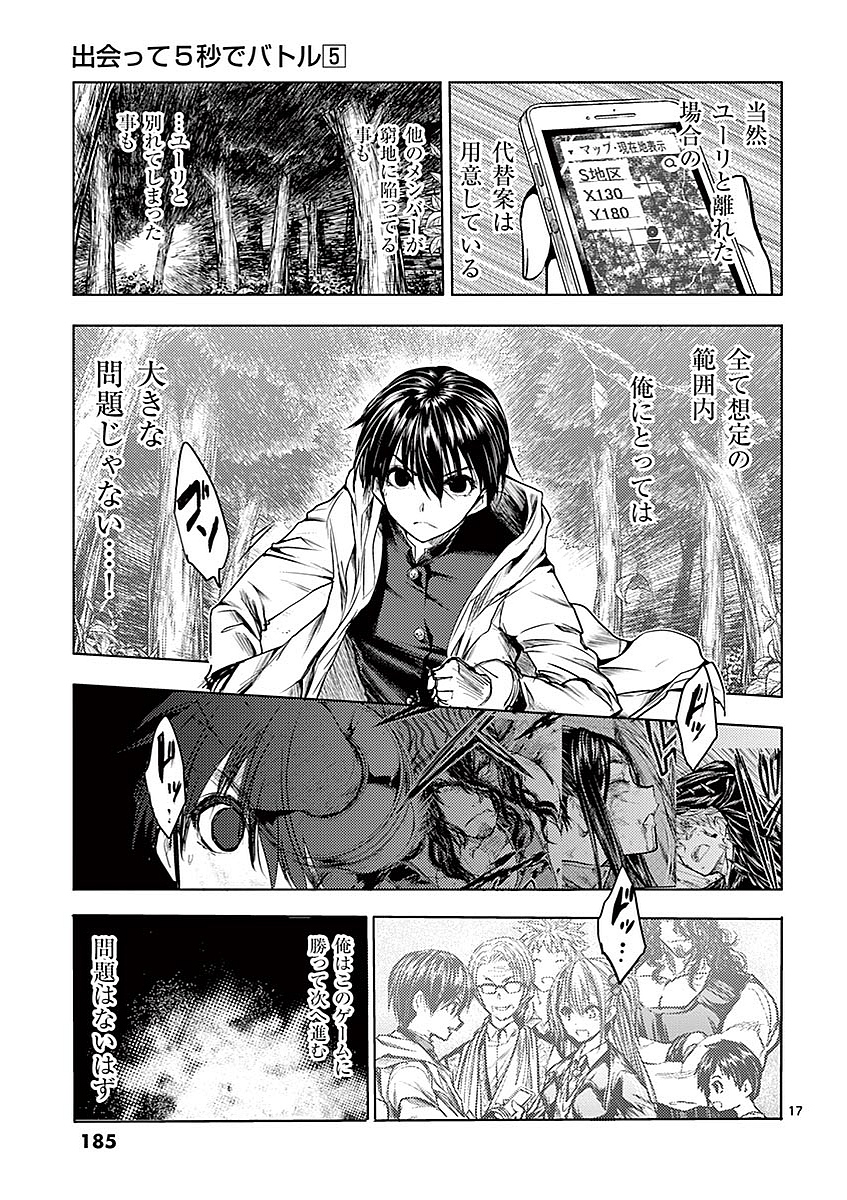 出会って5秒でバトル5
当然
ユーリと離れた
場合の
代替案は
用意している
▼マップ・現在地表示
S地区
X130
Y180
他のメンバーが
窮地に陥ってる
事も
…ユーリと
別れてしまった
事も
全て想定の
範囲内
俺にとっては
大きな
問題じゃない…!
グンッ
ドッ…
ドッ…
ドッ…
俺はこのゲームに
勝って次へ進む
問題はないはず
17
185